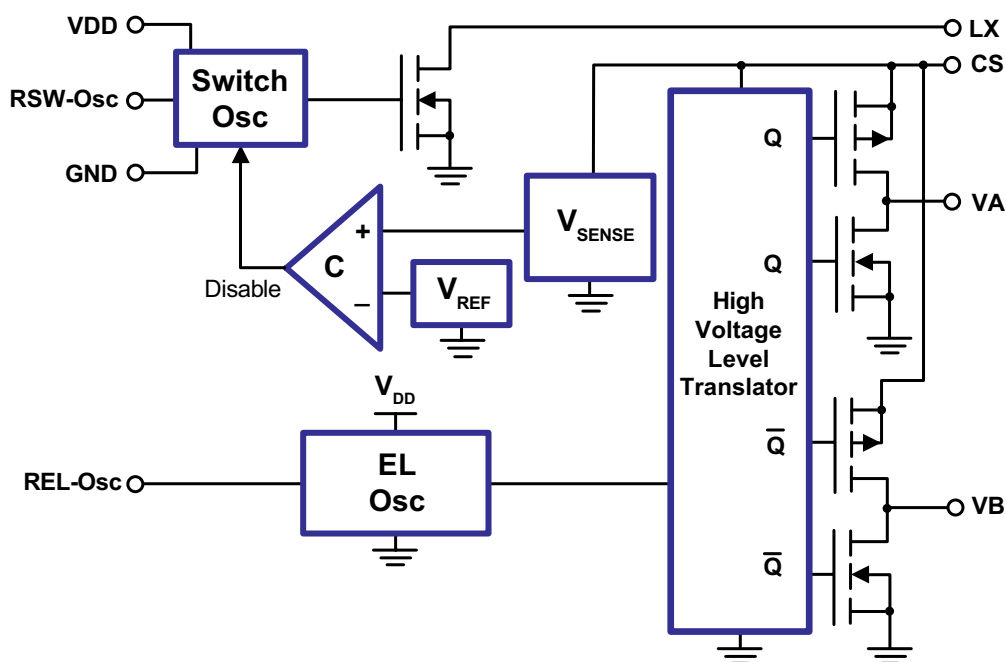 VDD
LX
Switch
Osc
CS
RSW-Osc
GND
Q
VSENSE
VA
+
C
−
Disable
VREF
Q
High
Voltage
Level
Translator
VDD
REL-Osc
EL
Osc
Q̅
VB
Q̅